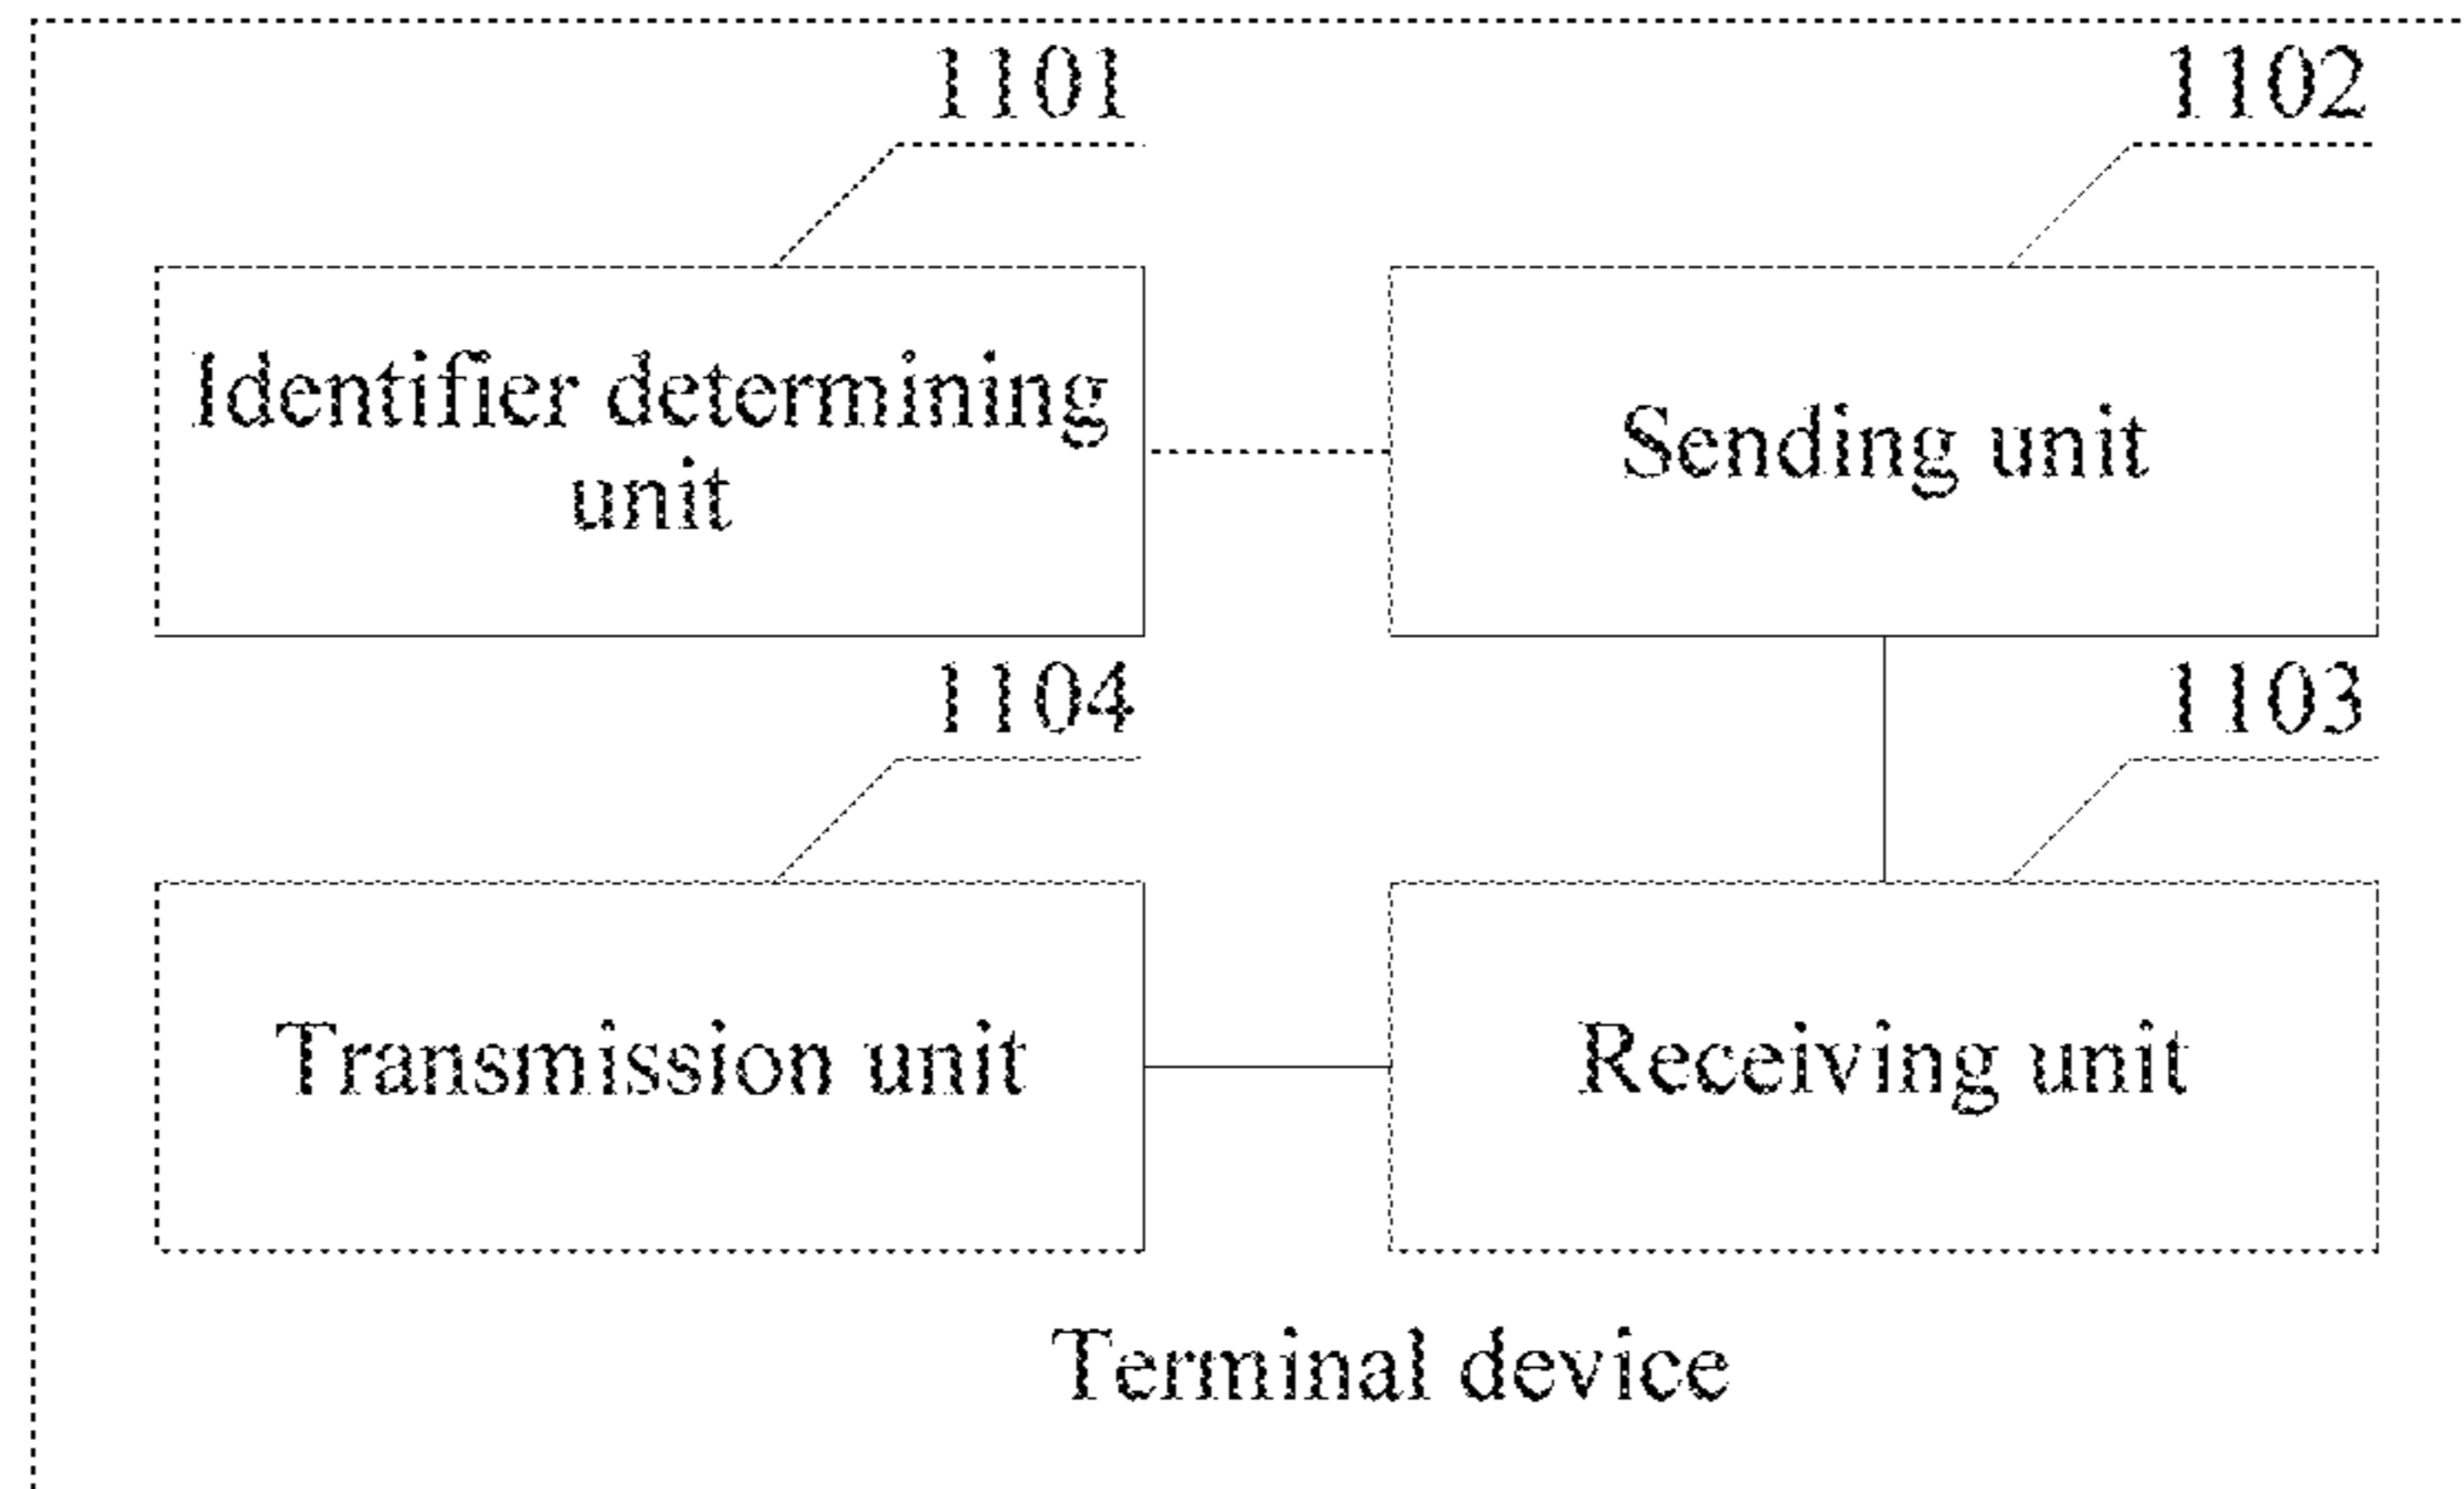 1101
1102
Identifier determining
unit
Sending unit
1104
1103
Transmission unit
Receiving unit
Terminal device